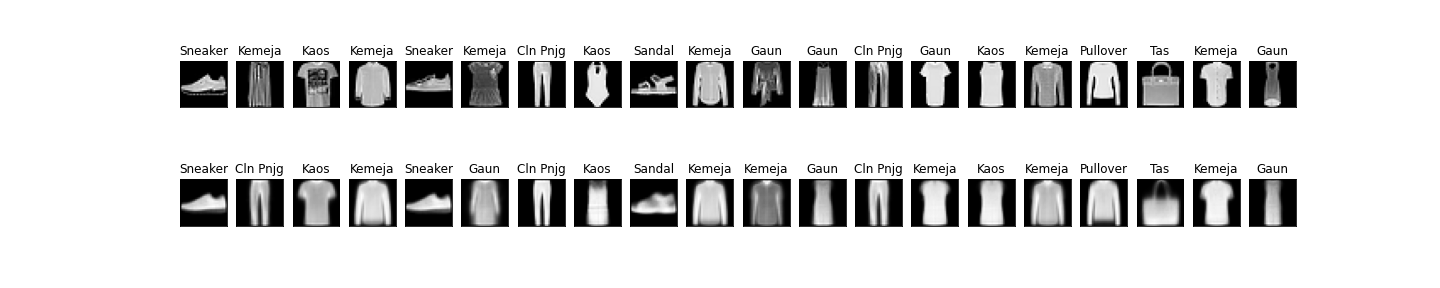 Sneaker Kemeja Kaos Kemeja Sneaker Kemeja Cln Pnjg Kaos Sandal Kemeja Gaun Gaun Cln Pnjg Gaun Kaos Kemeja Pullover Tas Kemeja Gaun
Sneaker Cln Pnjg Kaos Kemeja Sneaker Gaun Cln Pnjg Kaos Sandal Kemeja Kemeja Gaun Cln Pnjg Kemeja Kaos Kemeja Pullover Tas Kemeja Gaun